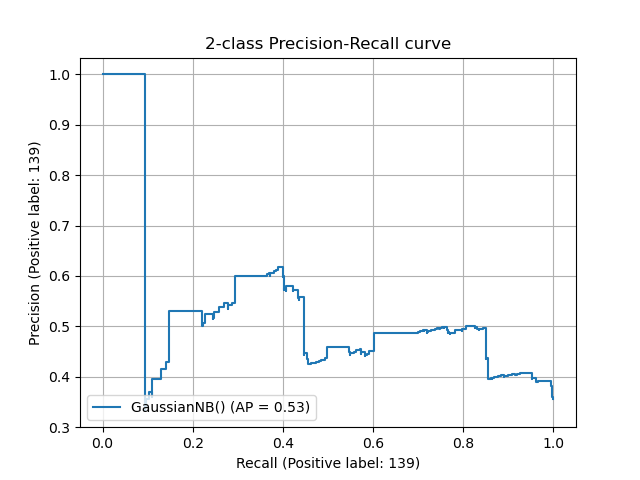 2-class Precision-Recall curve
1.0
0.9
0.8
0.7
0.6
0.5
0.4
0.3
Precision (Positive label: 139)
GaussianNB() (AP = 0.53)
0.0 0.2 0.4 0.6 0.8 1.0
Recall (Positive label: 139)